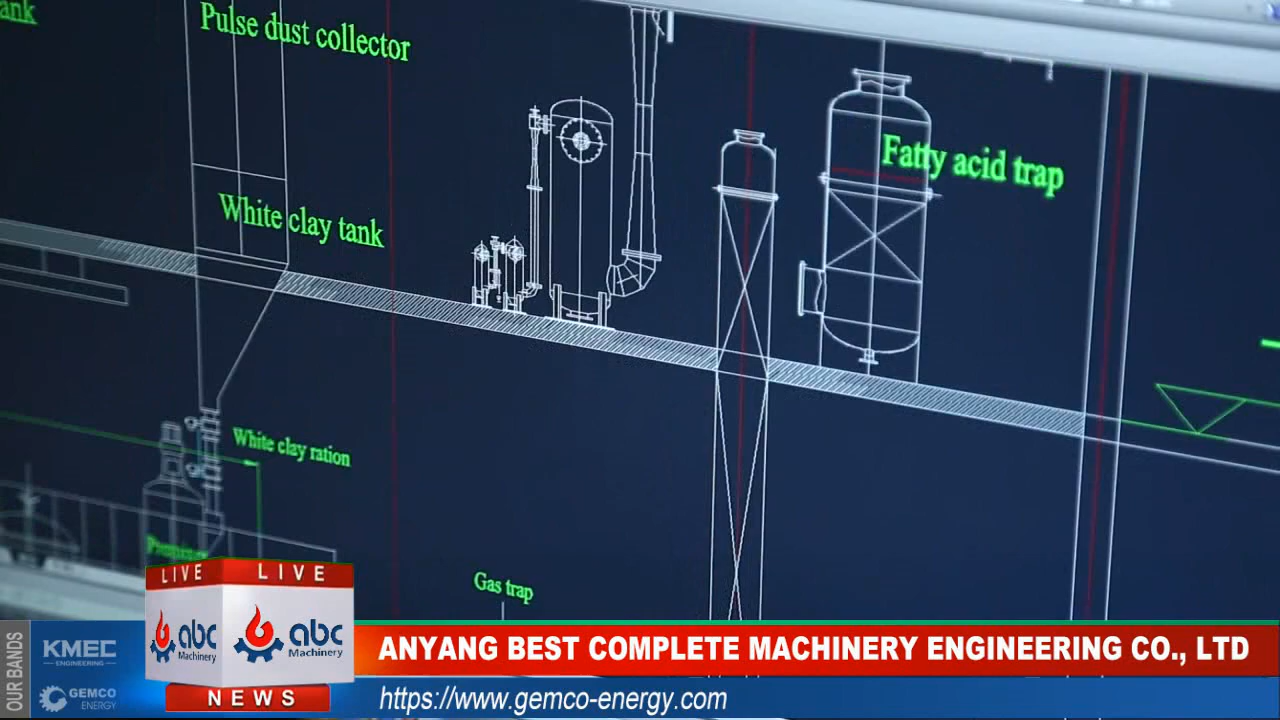 ank
Pulse dust collector
Fatty acid trap
White clay tank
White clay ration
Gas trap
LIVE
LIVE
abc
Machinery
abc
Machinery
NEWS
OUR BANDS
KMEC
ENGINEERING
GEMCO
ENERGY
ANYANG BEST COMPLETE MACHINERY ENGINEERING CO., LTD
https://www.gemco-energy.com